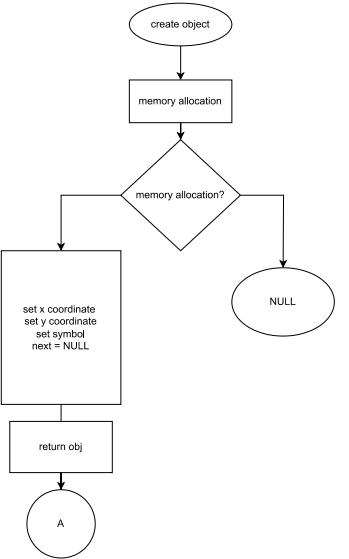 create object
memory allocation
memory allocation?
set x coordinate
set y coordinate
set symbol
next = NULL
NULL
return obj
A